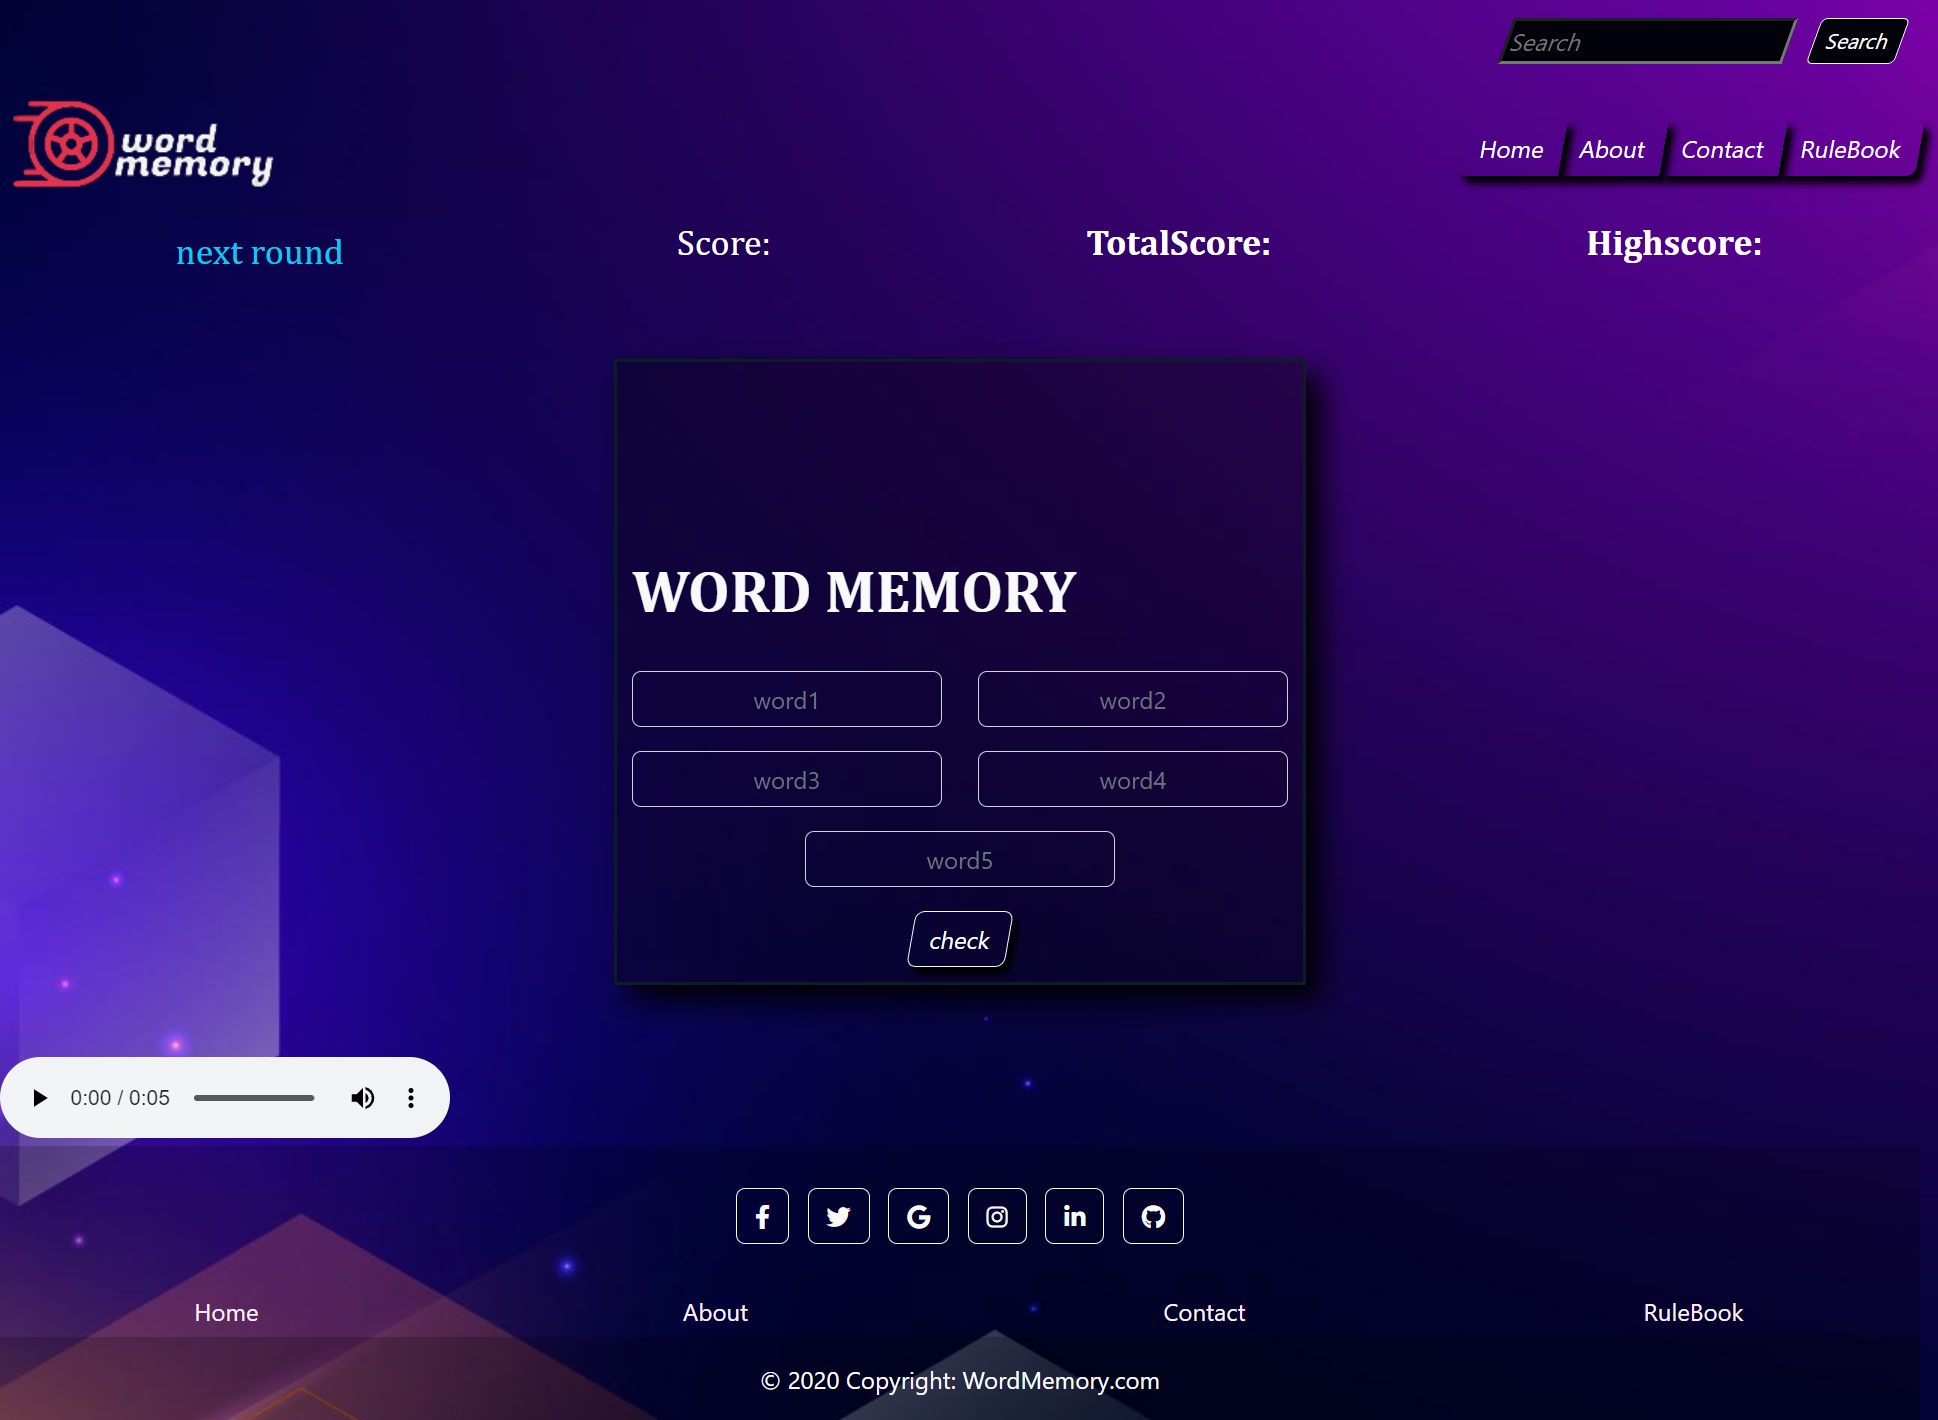 Search Search
word
memory
Home About Contact RuleBook
next round Score: TotalScore: Highscore:
WORD MEMORY
word1 word2
word3 word4
word5
check
0:00 / 0:05
Home About Contact RuleBook
© 2020 Copyright: WordMemory.com